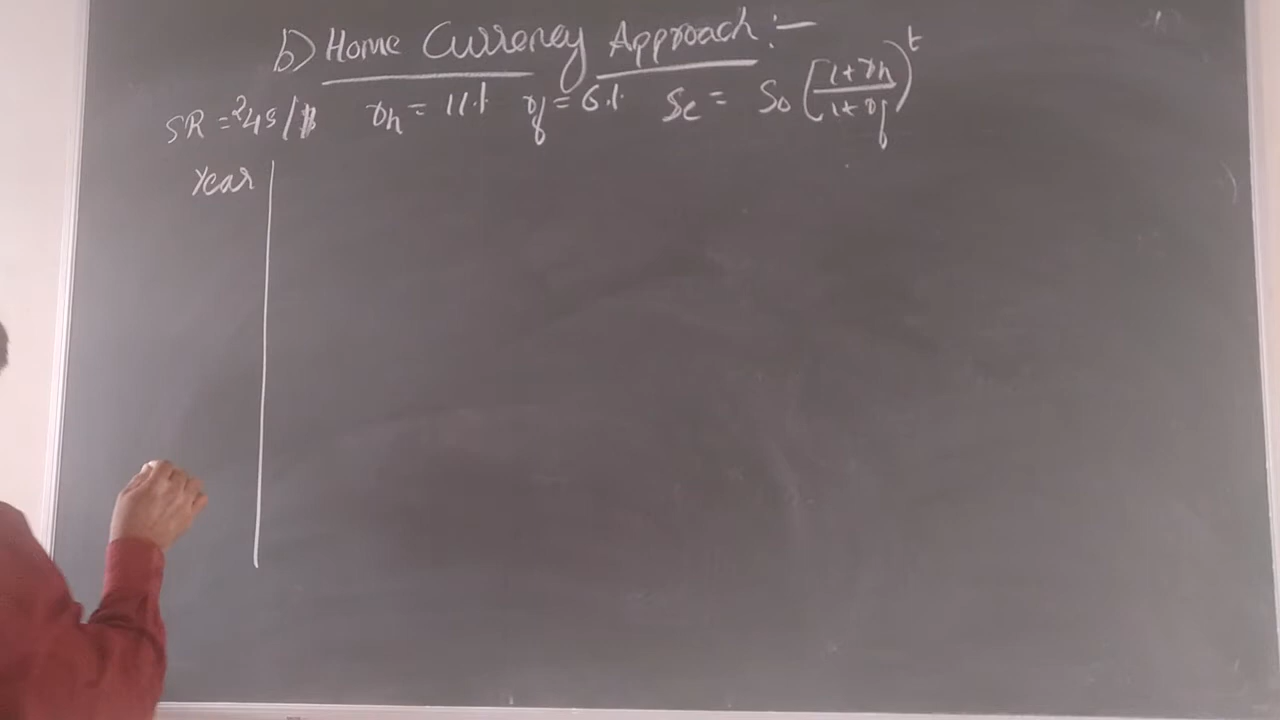 b) Home Currency Approach :-
SR = ₹45/$ rh = 11% rf = 6% St = S0 ((1+rh)/(1+rf))^t
Year